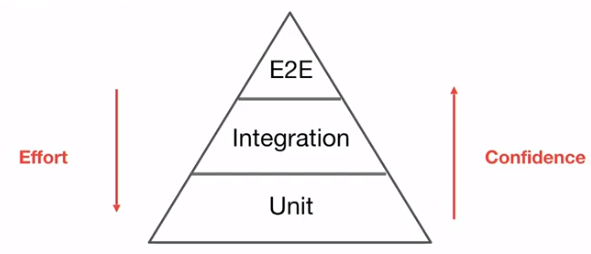 E2E
Integration
Effort
Confidence
Unit